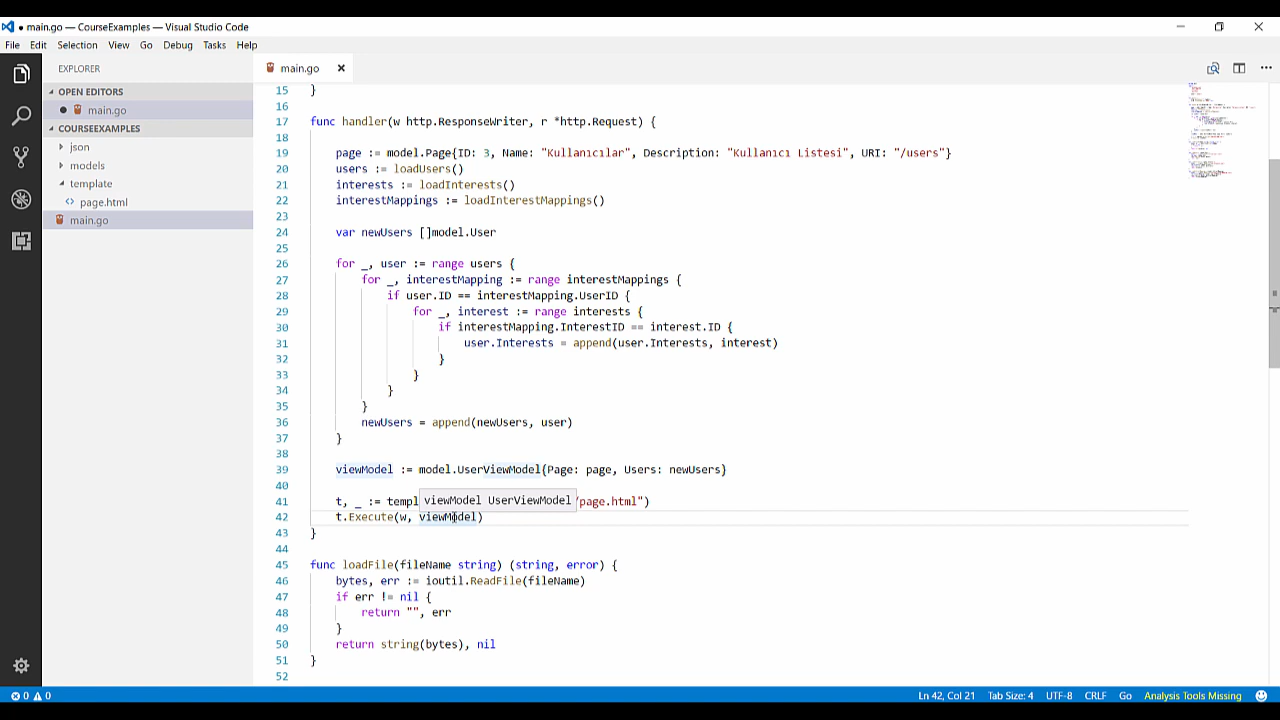 ● main.go — CourseExamples — Visual Studio Code
File Edit Selection View Go Debug Tasks Help
EXPLORER
OPEN EDITORS
● main.go
COURSEEXAMPLES
json
models
template
<> page.html
main.go
main.go ×
15 }
16
17 func handler(w http.ResponseWriter, r *http.Request) {
18
19 page := model.Page{ID: 3, Name: "Kullanıcılar", Description: "Kullanıcı Listesi", URI: "/users"}
20 users := loadUsers()
21 interests := loadInterests()
22 interestMappings := loadInterestMappings()
23
24 var newUsers []model.User
25
26 for _, user := range users {
27 for _, interestMapping := range interestMappings {
28 if user.ID == interestMapping.UserID {
29 for _, interest := range interests {
30 if interestMapping.InterestID == interest.ID {
31 user.Interests = append(user.Interests, interest)
32 }
33 }
34 }
35 }
36 newUsers = append(newUsers, user)
37 }
38
39 viewModel := model.UserViewModel{Page: page, Users: newUsers}
40
viewModel UserViewModel
41 t, _ := templ /page.html")
42 t.Execute(w, viewModel)
43 }
44
45 func loadFile(fileName string) (string, error) {
46 bytes, err := ioutil.ReadFile(fileName)
47 if err != nil {
48 return "", err
49 }
50 return string(bytes), nil
51 }
52
0 0 Ln 42, Col 21 Tab Size: 4 UTF-8 CRLF Go Analysis Tools Missing